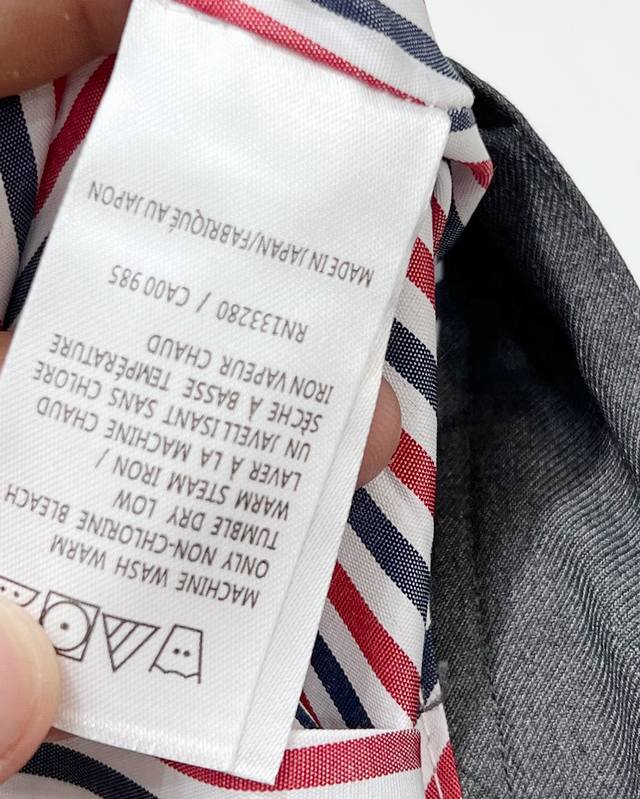 MACHINE WASH WARM
ONLY NON-CHLORINE BLEACH
TUMBLE DRY LOW
WARM STEAM IRON /
LAVER À LA MACHINE CHAUD
UN JAVELLISANT SANS CHLORE
SÈCHE À BASSE TEMPÉRATURE
IRON VAPEUR CHAUD
RN133280 / CA00985
MADE IN JAPAN/FABRIQUÉ AU JAPON